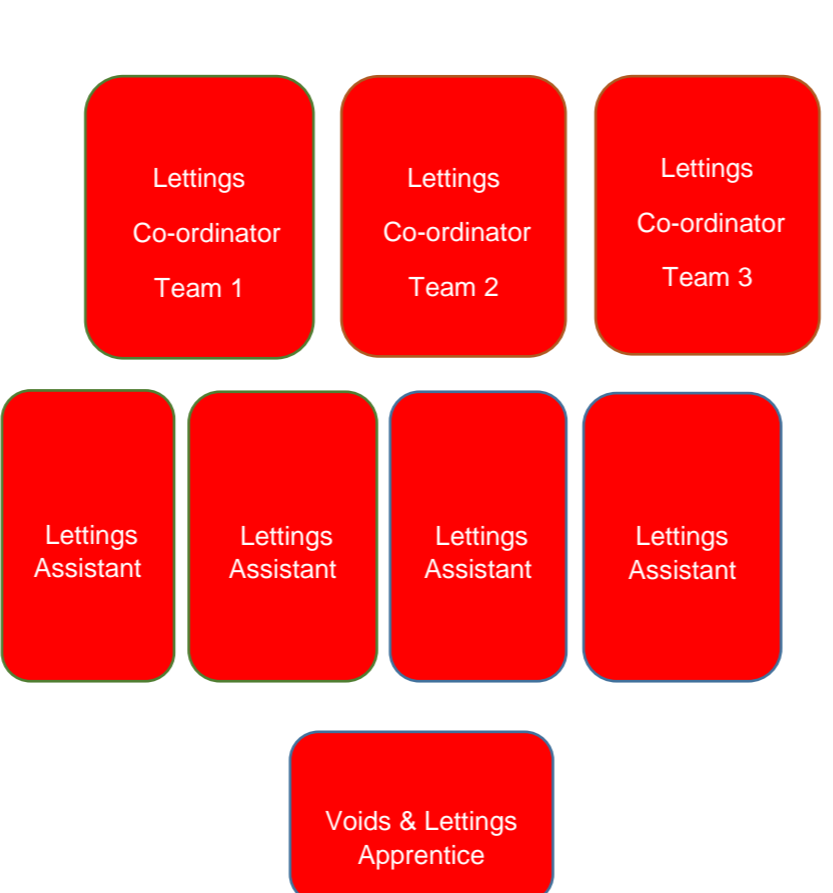 Lettings
Co-ordinator
Team 1
Lettings
Co-ordinator
Team 2
Lettings
Co-ordinator
Team 3
Lettings
Assistant
Lettings
Assistant
Lettings
Assistant
Lettings
Assistant
Voids & Lettings
Apprentice